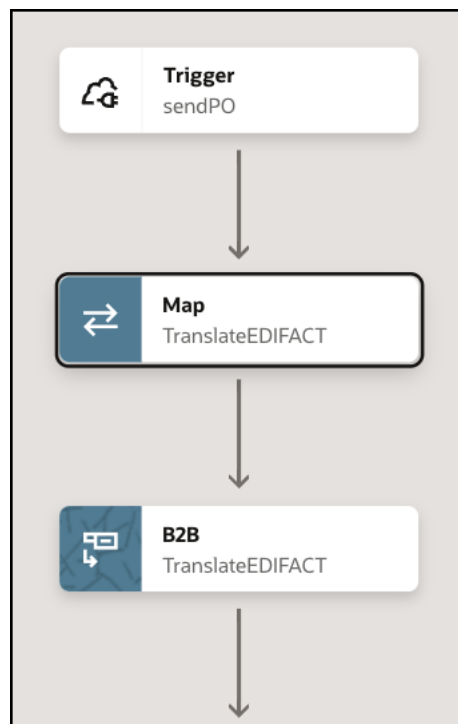 Trigger
sendPO
Map
TranslateEDIFACT
B2B
TranslateEDIFACT